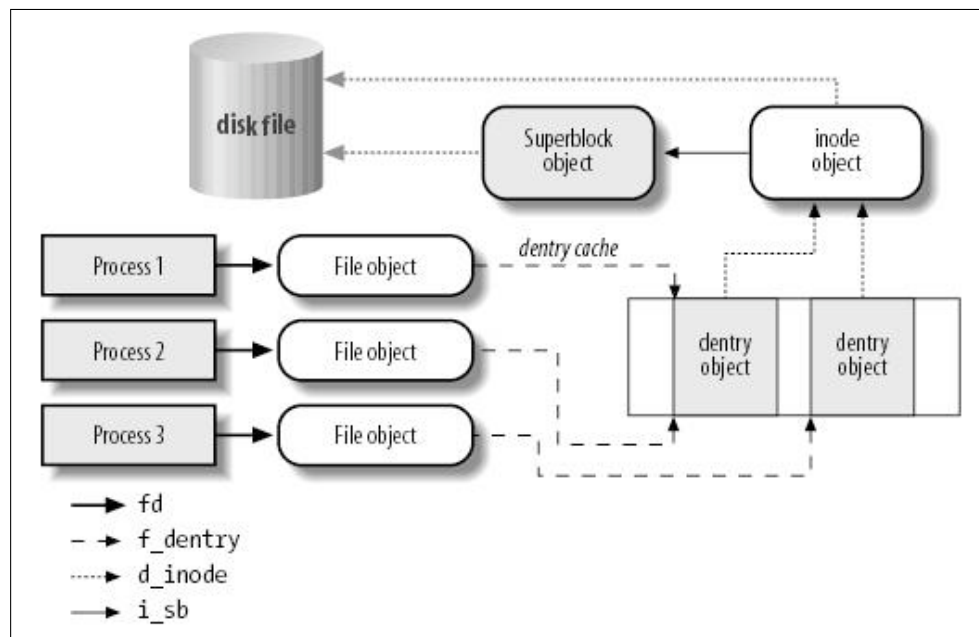 disk file
Superblock
object
inode
object
Process 1
File object
dentry cache
Process 2
File object
dentry
object
dentry
object
Process 3
File object
fd
f_dentry
d_inode
i_sb